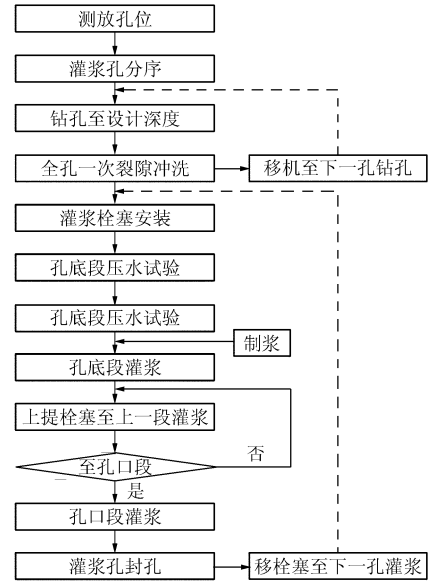 测放孔位
灌浆孔分序
钻孔至设计深度
全孔一次裂隙冲洗
移机至下一孔钻孔
灌浆栓塞安装
孔底段压水试验
孔底段压水试验
制浆
孔底段灌浆
上提栓塞至上一段灌浆
至孔口段
否
是
孔口段灌浆
灌浆孔封孔
移栓塞至下一孔灌浆